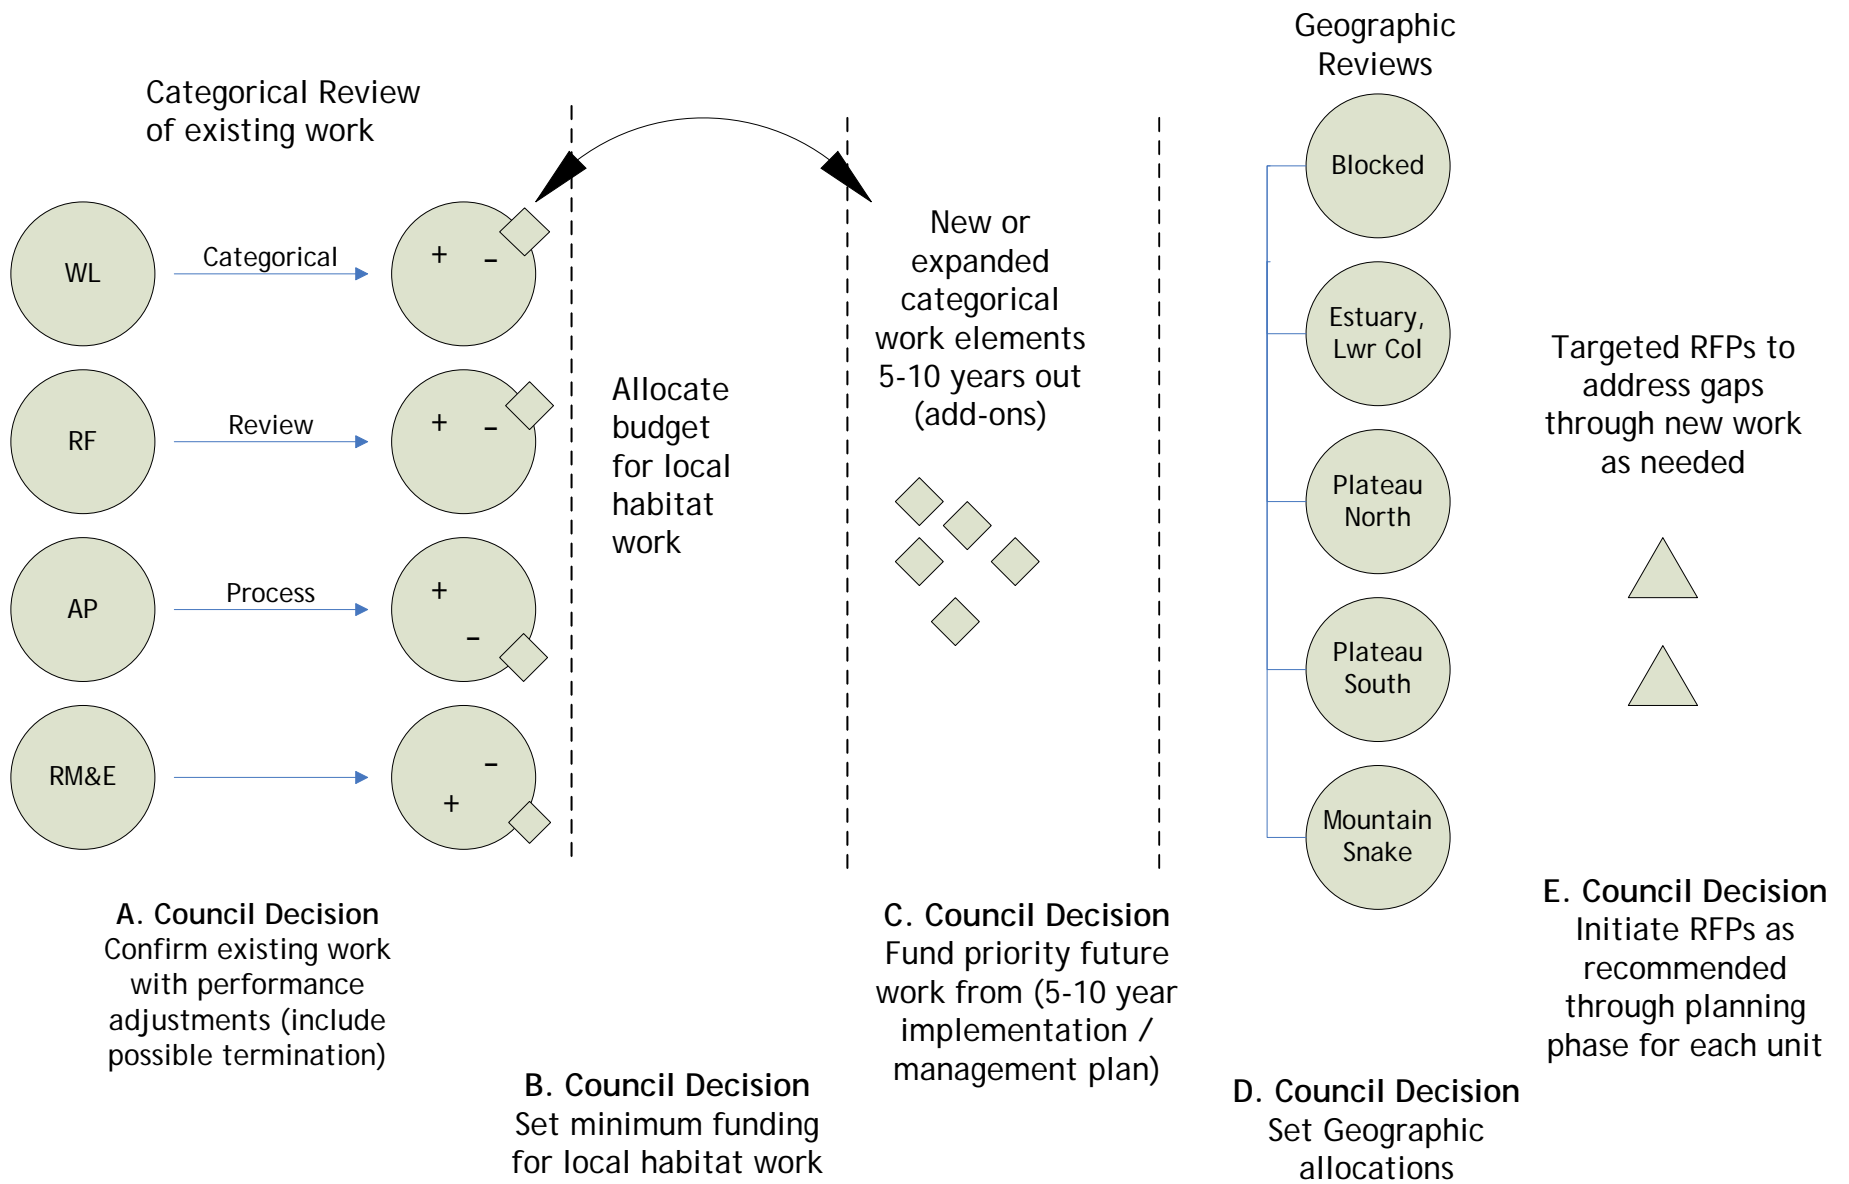 Categorical Review
of existing work
WL
Categorical
+ -
RF
Review
+ -
AP
Process
+
-
RM&E
-
+
A. Council Decision
Confirm existing work
with performance
adjustments (include
possible termination)
Allocate
budget
for local
habitat
work
B. Council Decision
Set minimum funding
for local habitat work
New or
expanded
categorical
work elements
5-10 years out
(add-ons)
C. Council Decision
Fund priority future
work from (5-10 year
implementation /
management plan)
Geographic
Reviews
Blocked
Estuary,
Lwr Col
Plateau
North
Plateau
South
Mountain
Snake
D. Council Decision
Set Geographic
allocations
Targeted RFPs to
address gaps
through new work
as needed
E. Council Decision
Initiate RFPs as
recommended
through planning
phase for each unit